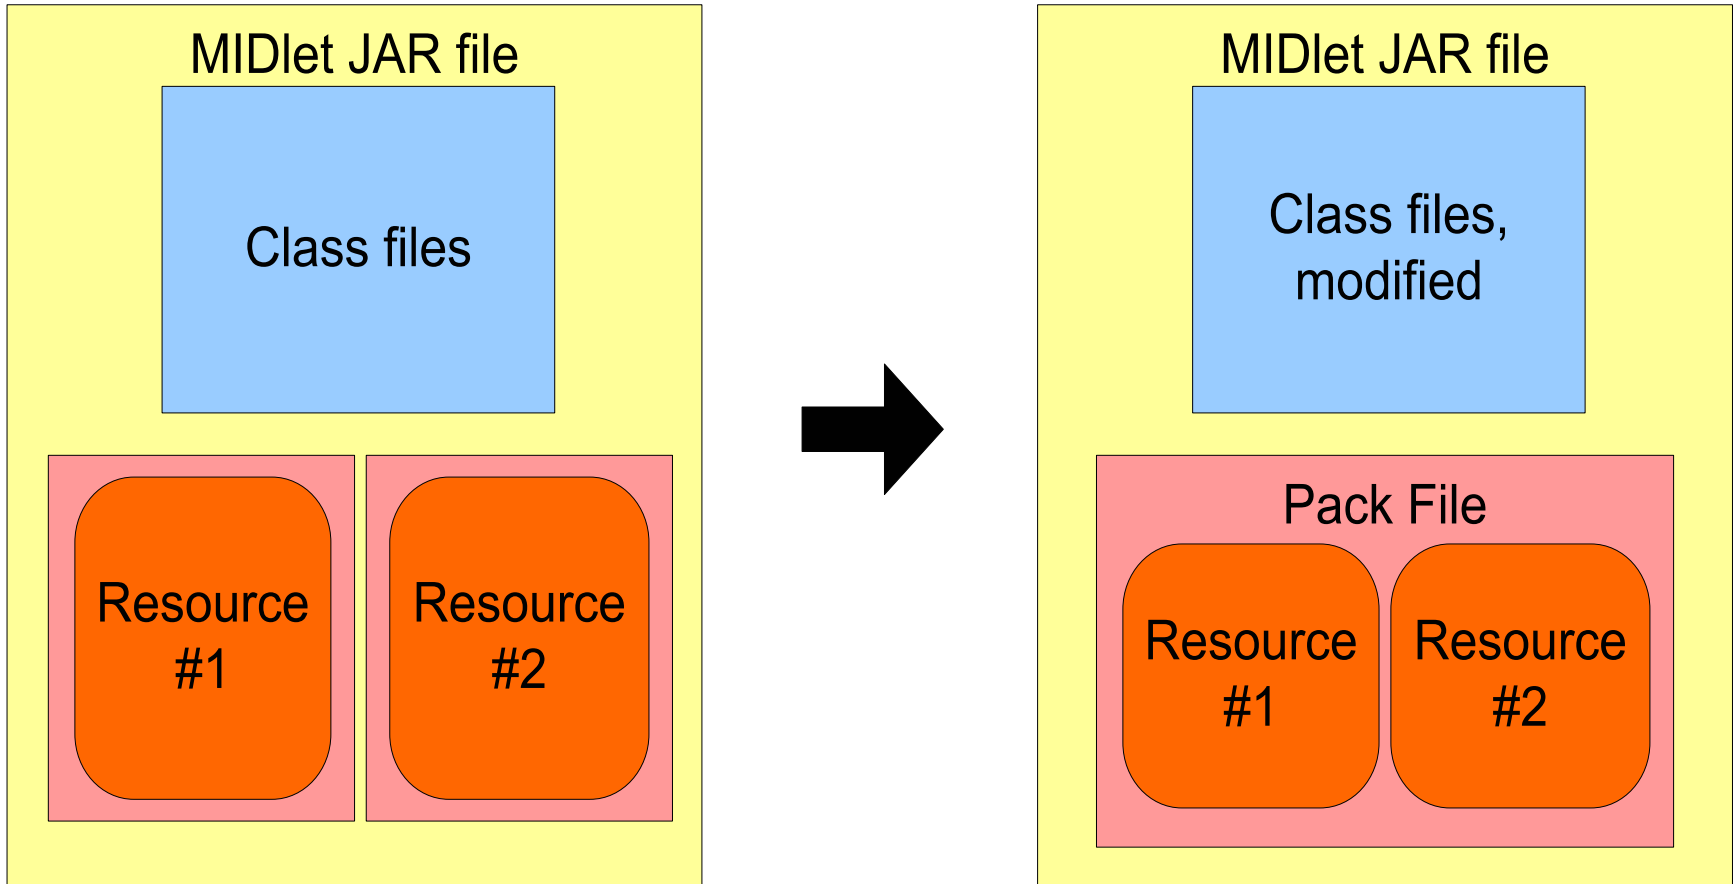 MIDlet JAR file
Class files
Resource
#1
Resource
#2
MIDlet JAR file
Class files,
modified
Pack File
Resource
#1
Resource
#2